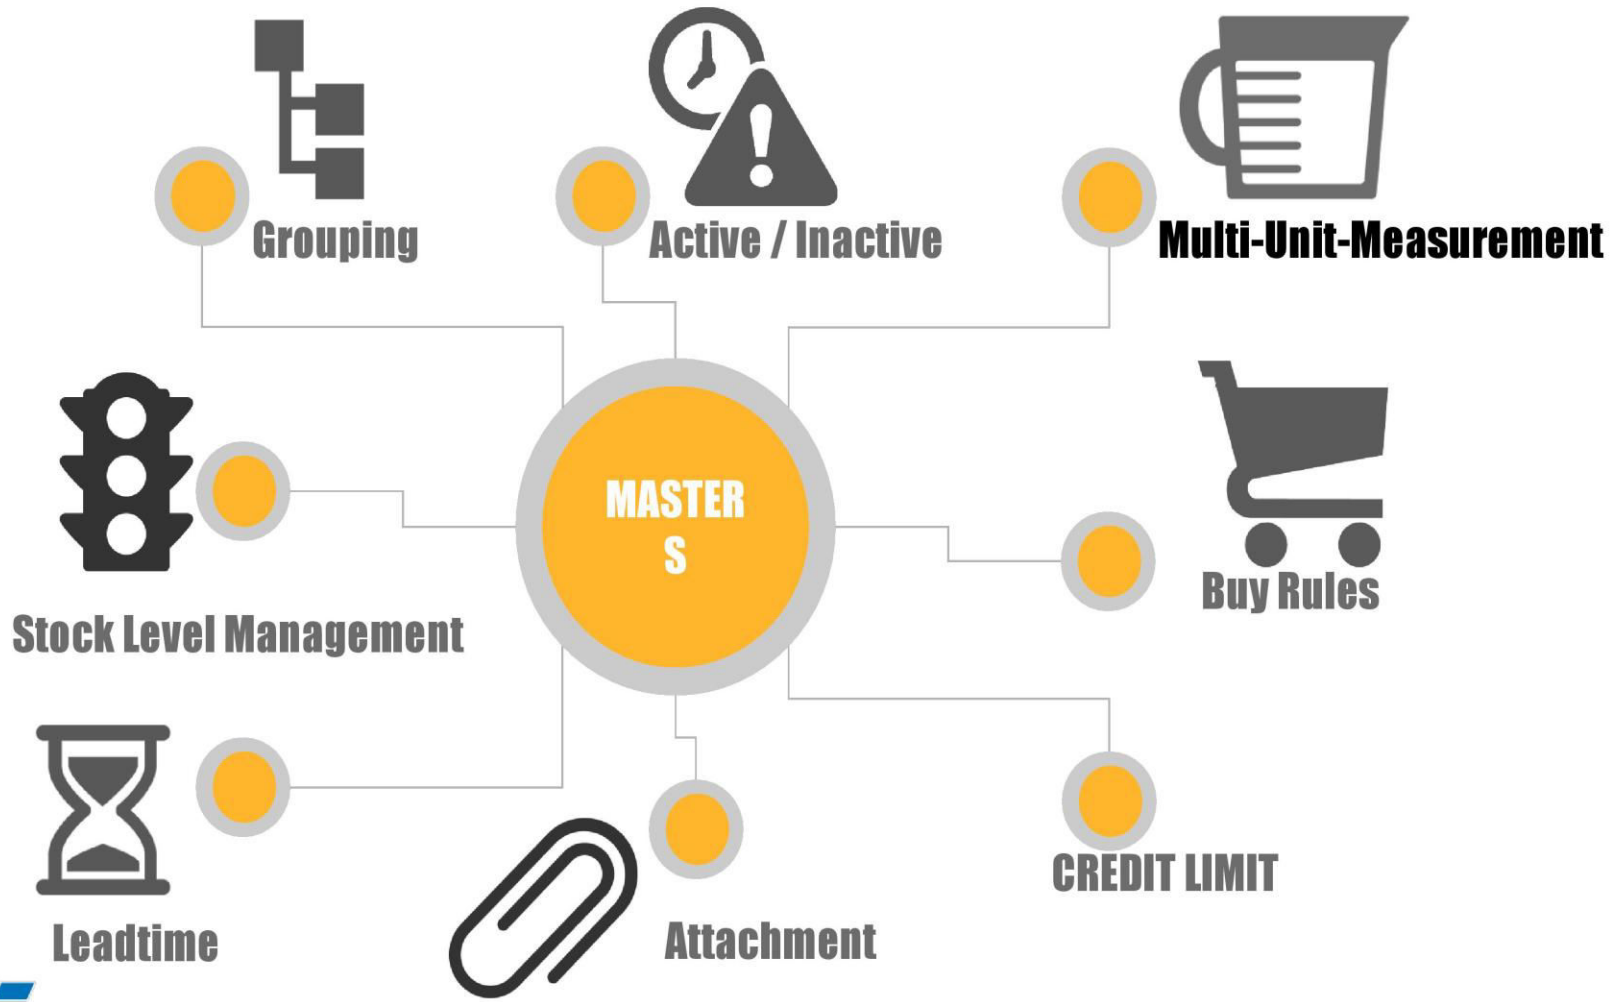 Grouping
Active / Inactive
Multi-Unit-Measurement
MASTER
S
Buy Rules
Stock Level Management
CREDIT LIMIT
Leadtime
Attachment